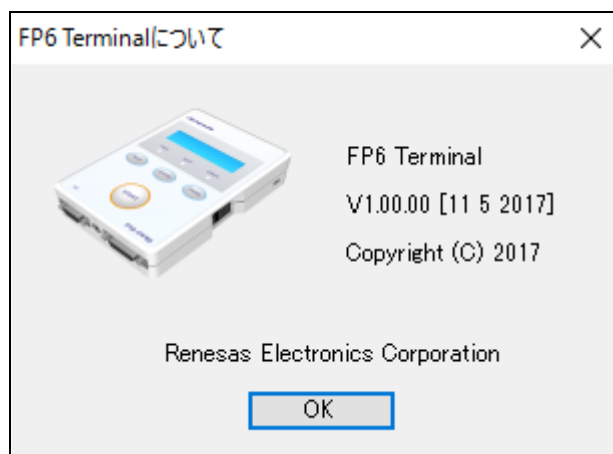 FP6 Terminalについて
FP6 Terminal
V1.00.00 [11 5 2017]
Copyright (C) 2017
Renesas Electronics Corporation
OK